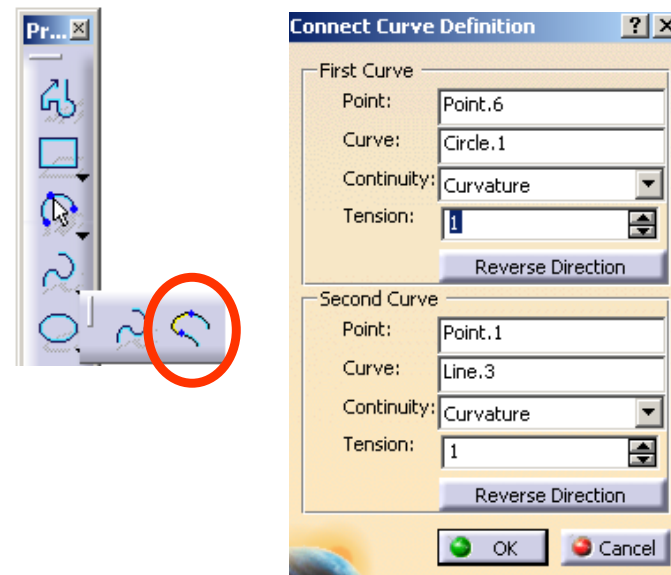 Pr...
Connect Curve Definition
First Curve
Point: Point.6
Curve: Circle.1
Continuity: Curvature
Tension: 1
Reverse Direction
Second Curve
Point: Point.1
Curve: Line.3
Continuity: Curvature
Tension: 1
Reverse Direction
OK Cancel